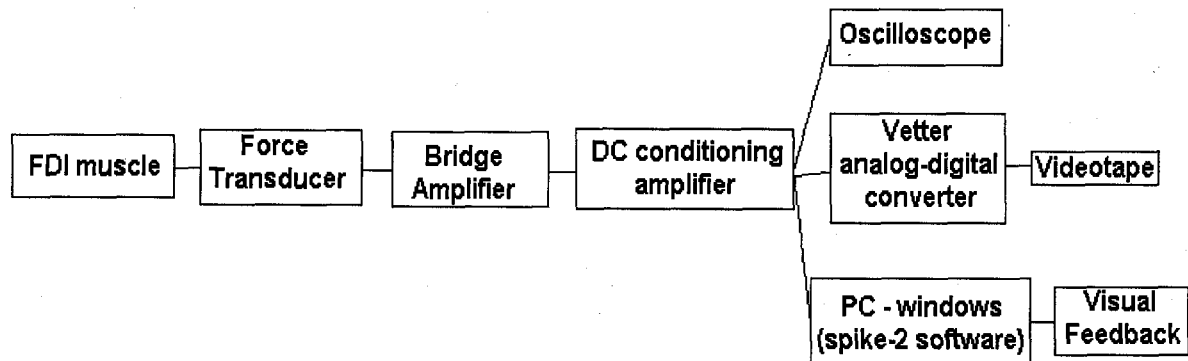 FDI muscle
Force
Transducer
Bridge
Amplifier
DC conditioning
amplifier
Oscilloscope
Vetter
analog-digital
converter
Videotape
PC - windows
(spike-2 software)
Visual
Feedback